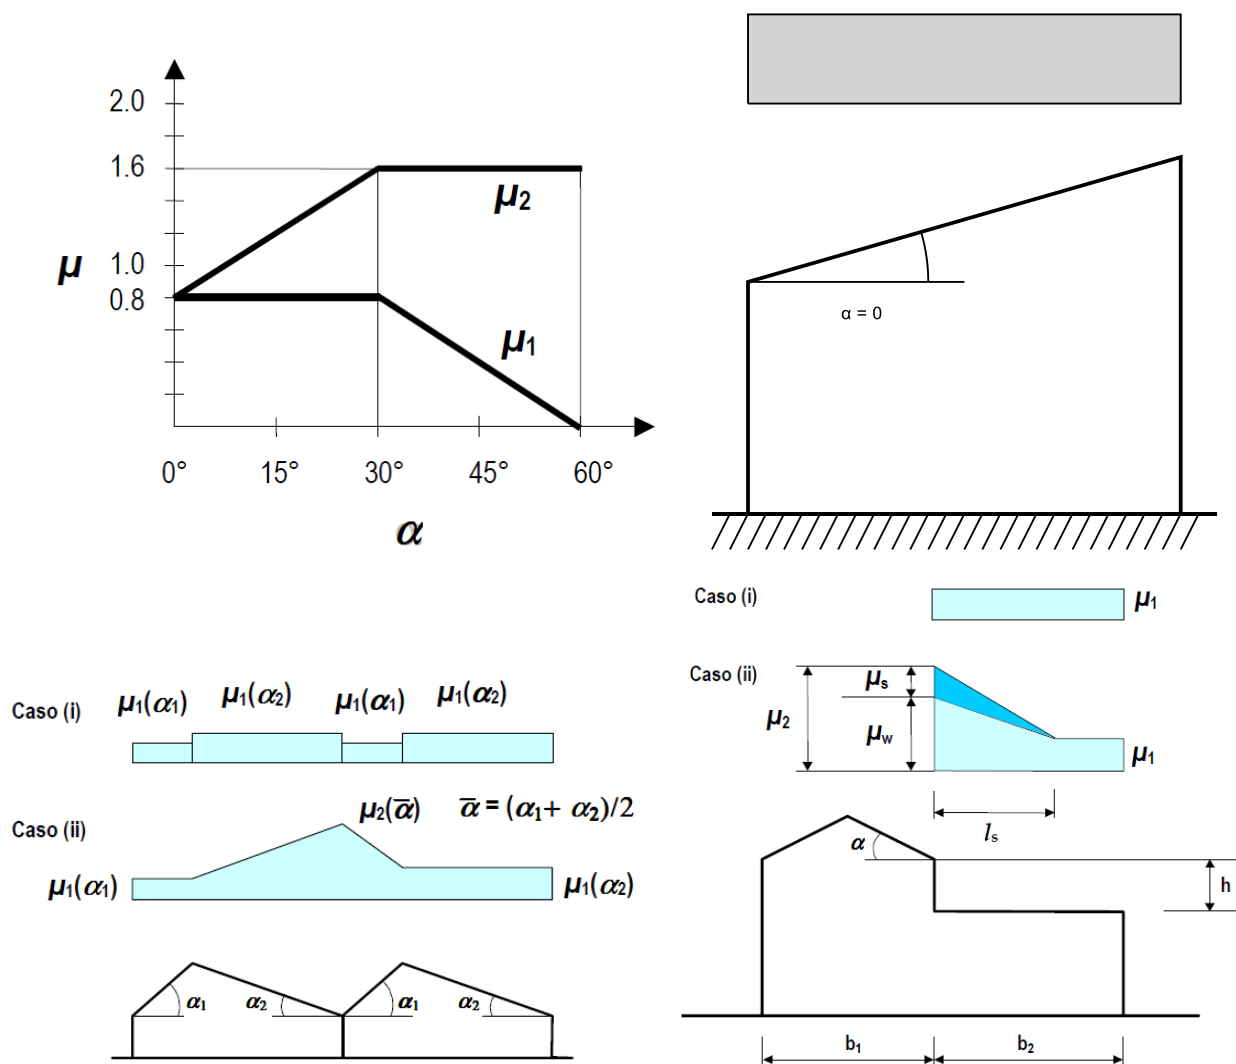 2.0
1.6
μ2
μ
1.0
0.8
μ1
0° 15° 30° 45° 60°
α
α = 0
Caso (i)
μ1
Caso (ii)
μs
μ2
μw
μ1
ls
α
h
b1
b2
Caso (i)
μ1(α1) μ1(α2) μ1(α1) μ1(α2)
Caso (ii)
μ2(α̅) α̅ = (α1+ α2)/2
μ1(α1)
μ1(α2)
α1 α2 α1 α2